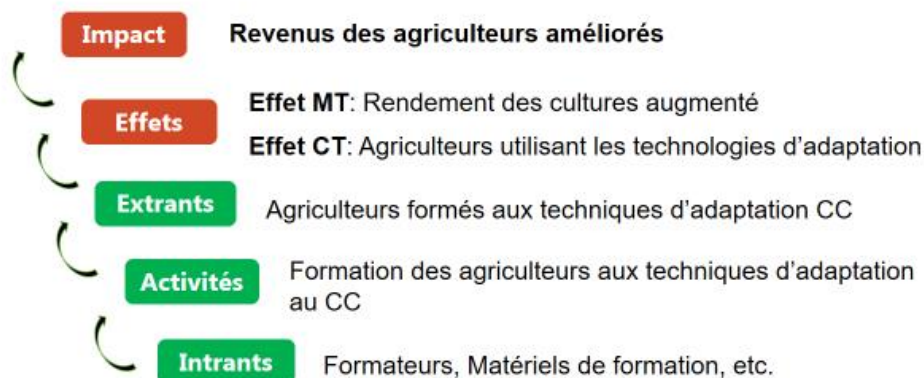 Impact Revenus des agriculteurs améliorés
Effets Effet MT: Rendement des cultures augmenté
Effet CT: Agriculteurs utilisant les technologies d’adaptation
Extrants Agriculteurs formés aux techniques d’adaptation CC
Activités Formation des agriculteurs aux techniques d’adaptation
au CC
Intrants Formateurs, Matériels de formation, etc.